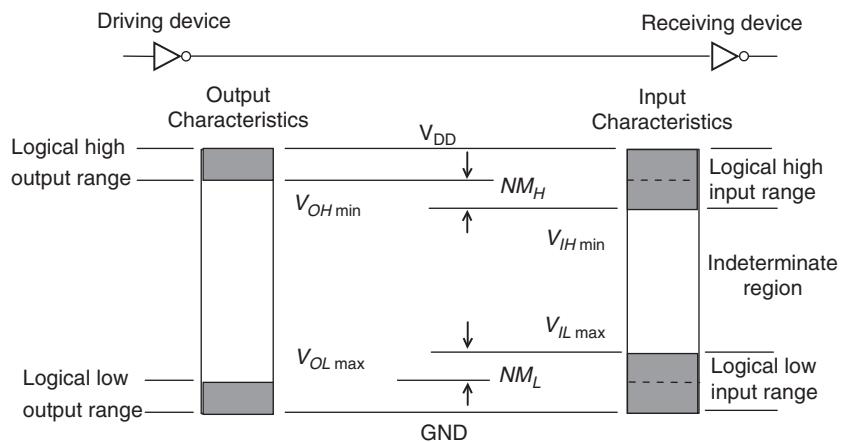 Driving device
Receiving device
Output
Characteristics
Input
Characteristics
Logical high
output range
V_DD
NM_H
V_OH min
V_IH min
Logical high
input range
Indeterminate
region
V_IL max
V_OL max
Logical low
output range
NM_L
Logical low
input range
GND